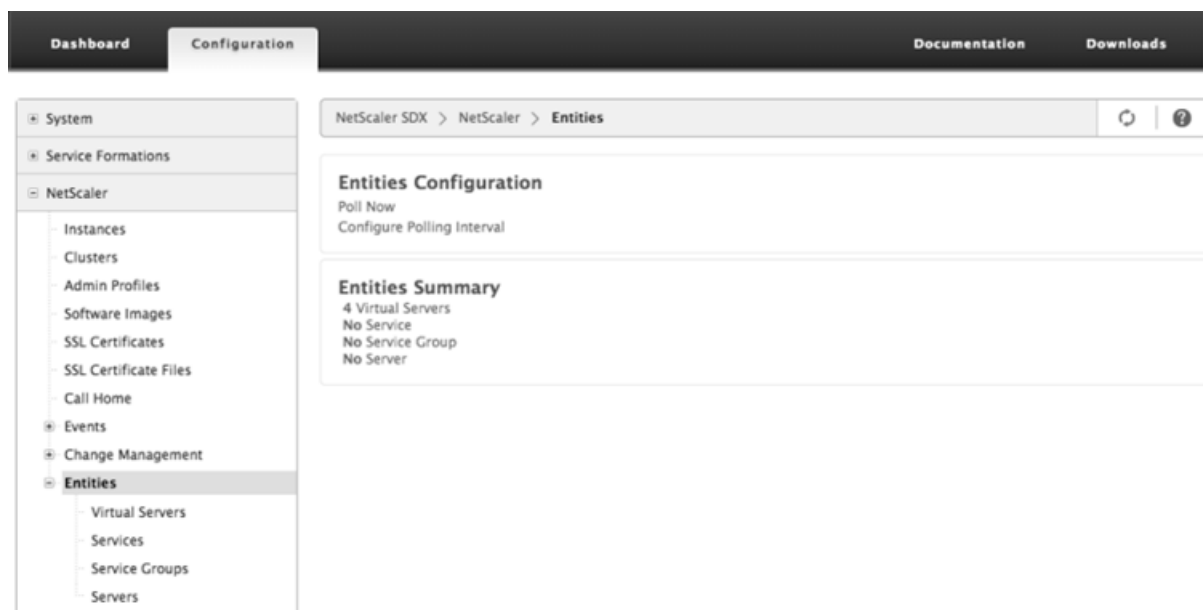 Dashboard
Configuration
Documentation
Downloads
System
Service Formations
NetScaler
Instances
Clusters
Admin Profiles
Software Images
SSL Certificates
SSL Certificate Files
Call Home
Events
Change Management
Entities
Virtual Servers
Services
Service Groups
Servers
NetScaler SDX > NetScaler > Entities
Entities Configuration
Poll Now
Configure Polling Interval
Entities Summary
4 Virtual Servers
No Service
No Service Group
No Server